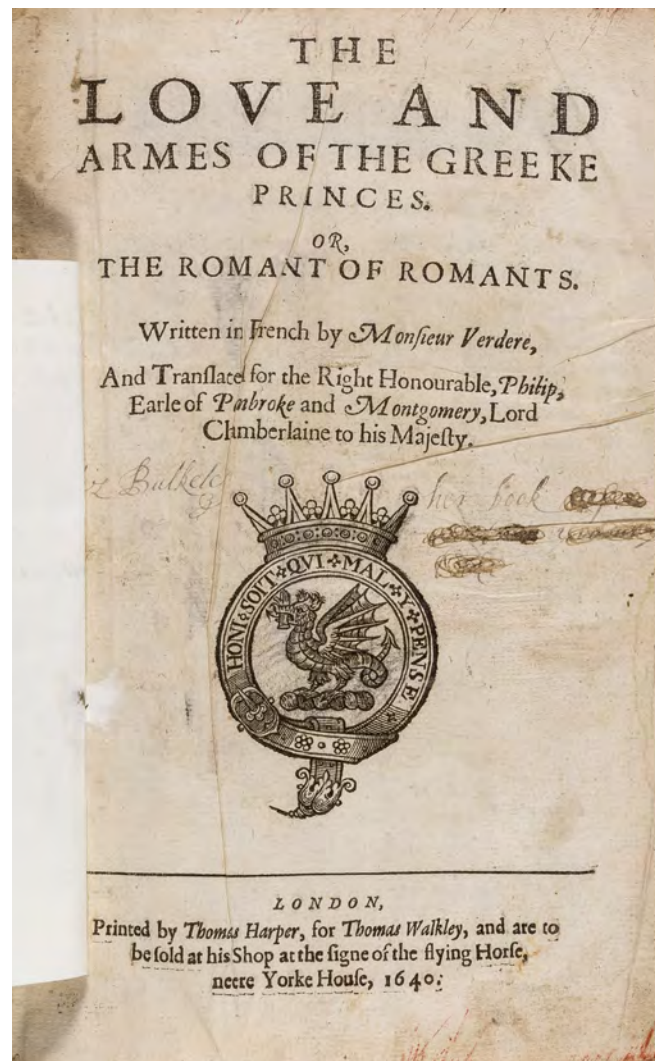 THE
LOVE AND
ARMES OF THE GREEKE
PRINCES.
OR,
THE ROMANT OF ROMANTS.
Written in French by Monſieur Verdere,
And Tranſlated for the Right Honourable, Philip,
Earle of Pembroke and Montgomery, Lord
Chamberlaine to his Majeſty.
Bulkele
her book
HONI SOIT QVI MAL Y PENSE
LONDON,
Printed by Thomas Harper, for Thomas Walkley, and are to
be ſold at his Shop at the ſigne of the flying Horſe,
neere Yorke Houſe, 1640.